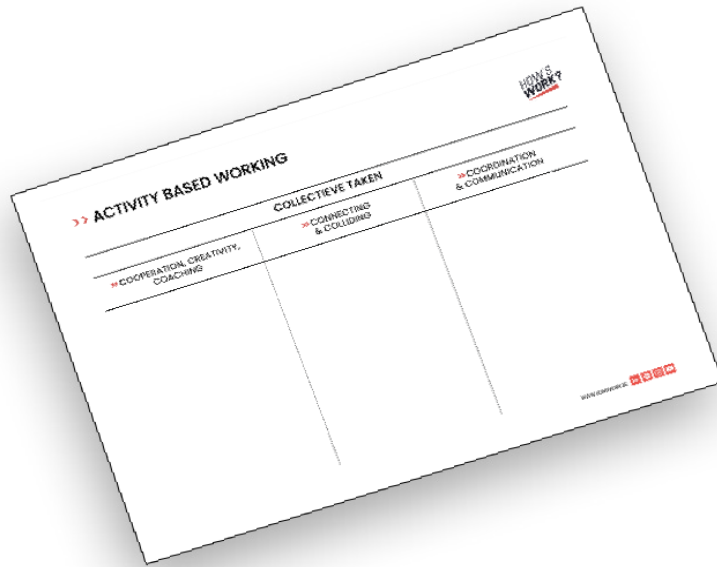 HOW'S
WORK?
>> ACTIVITY BASED WORKING
COLLECTIEVE TAKEN
>> COOPERATION, CREATIVITY,
COACHING
>> CONNECTING
& COLLIDING
>> COORDINATION
& COMMUNICATION